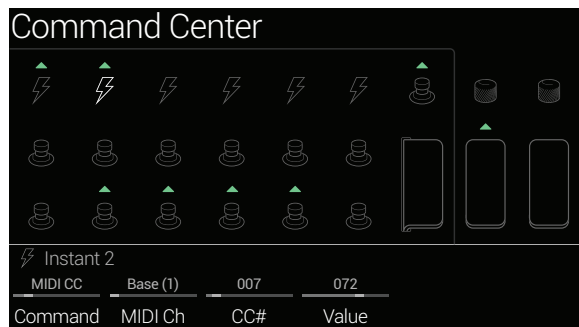 Command Center
Instant 2
MIDI CC Base (1) 007 072
Command MIDI Ch CC# Value